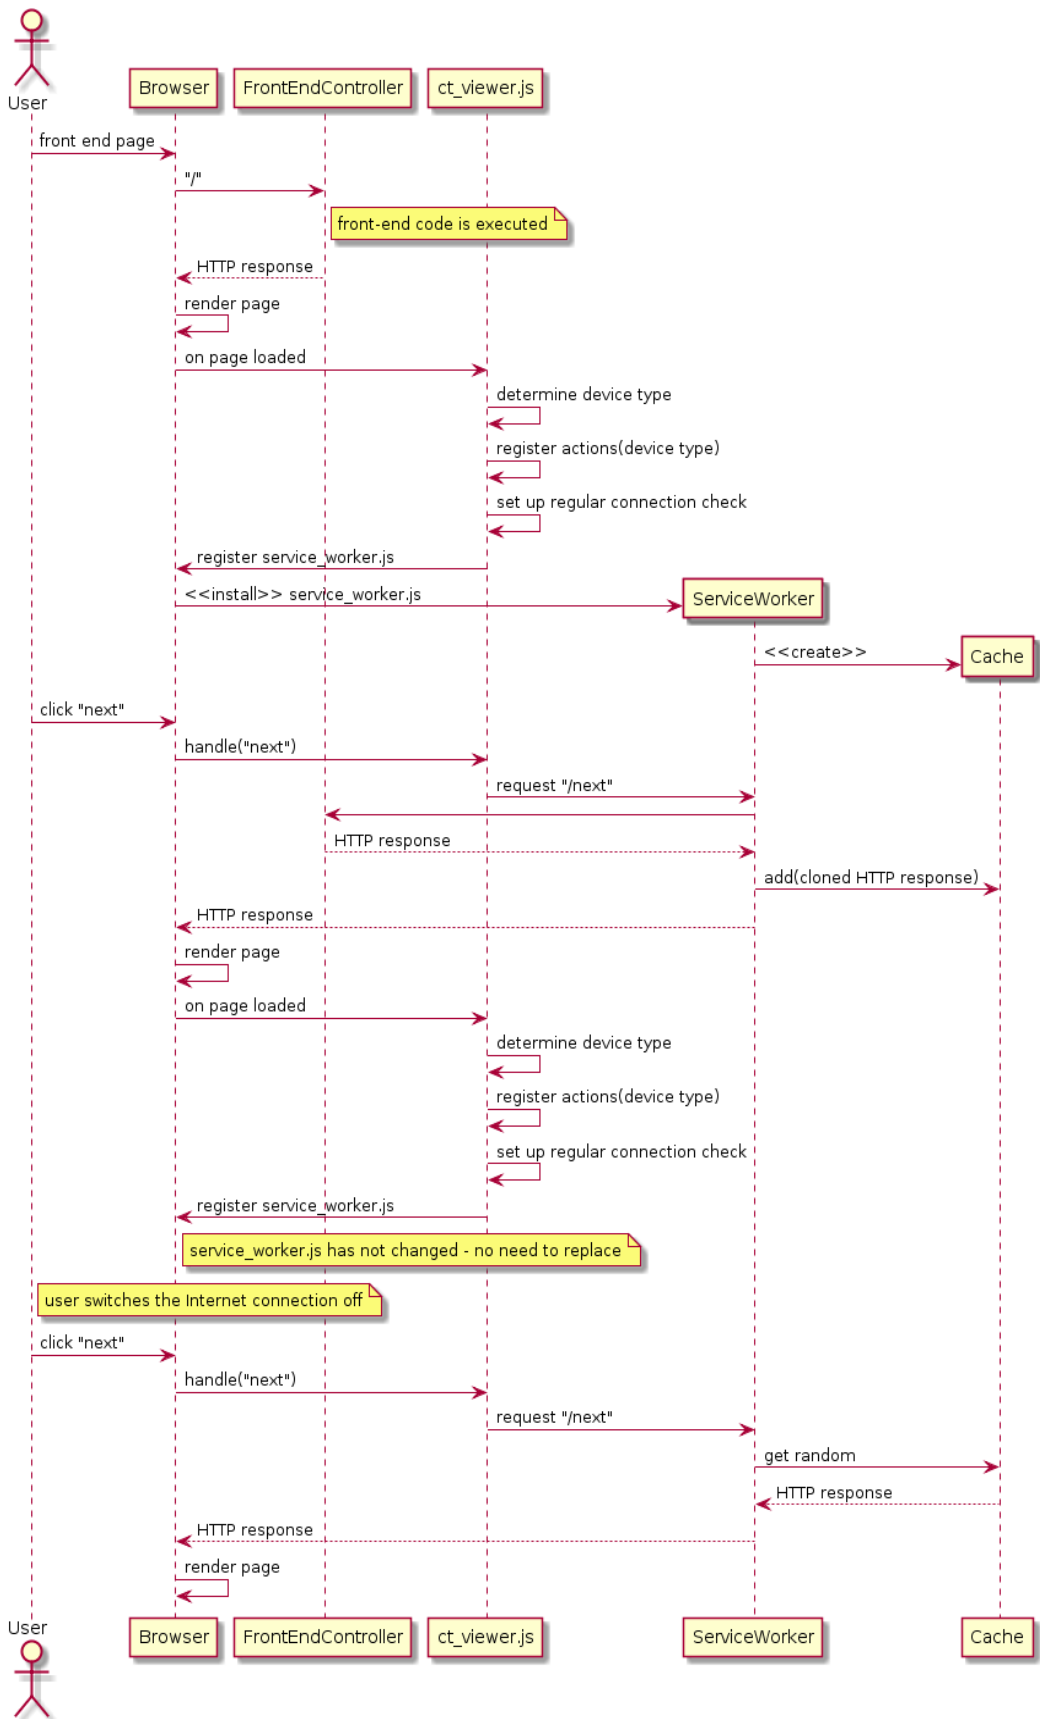 User
Browser
FrontEndController
ct_viewer.js
front end page
"/"
front-end code is executed
HTTP response
render page
on page loaded
determine device type
register actions(device type)
set up regular connection check
register service_worker.js
<<install>> service_worker.js
ServiceWorker
<<create>>
Cache
click "next"
handle("next")
request "/next"
HTTP response
add(cloned HTTP response)
HTTP response
render page
on page loaded
determine device type
register actions(device type)
set up regular connection check
register service_worker.js
service_worker.js has not changed - no need to replace
user switches the Internet connection off
click "next"
handle("next")
request "/next"
get random
HTTP response
HTTP response
render page
User
Browser
FrontEndController
ct_viewer.js
ServiceWorker
Cache